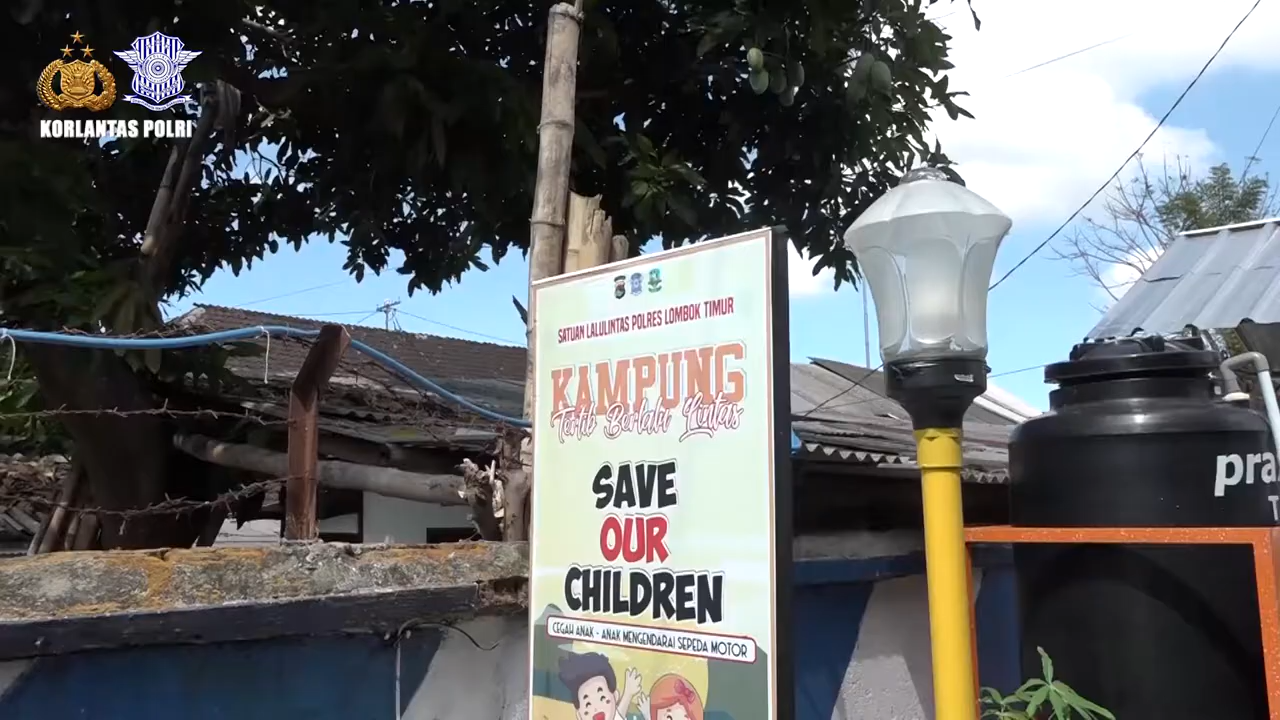 KORLANTAS POLRI
SATUAN LALULINTAS POLRES LOMBOK TIMUR
KAMPUNG
Tertib Berlalu Lintas
SAVE
OUR
CHILDREN
CEGAH ANAK - ANAK MENGENDARAI SEPEDA MOTOR
pra